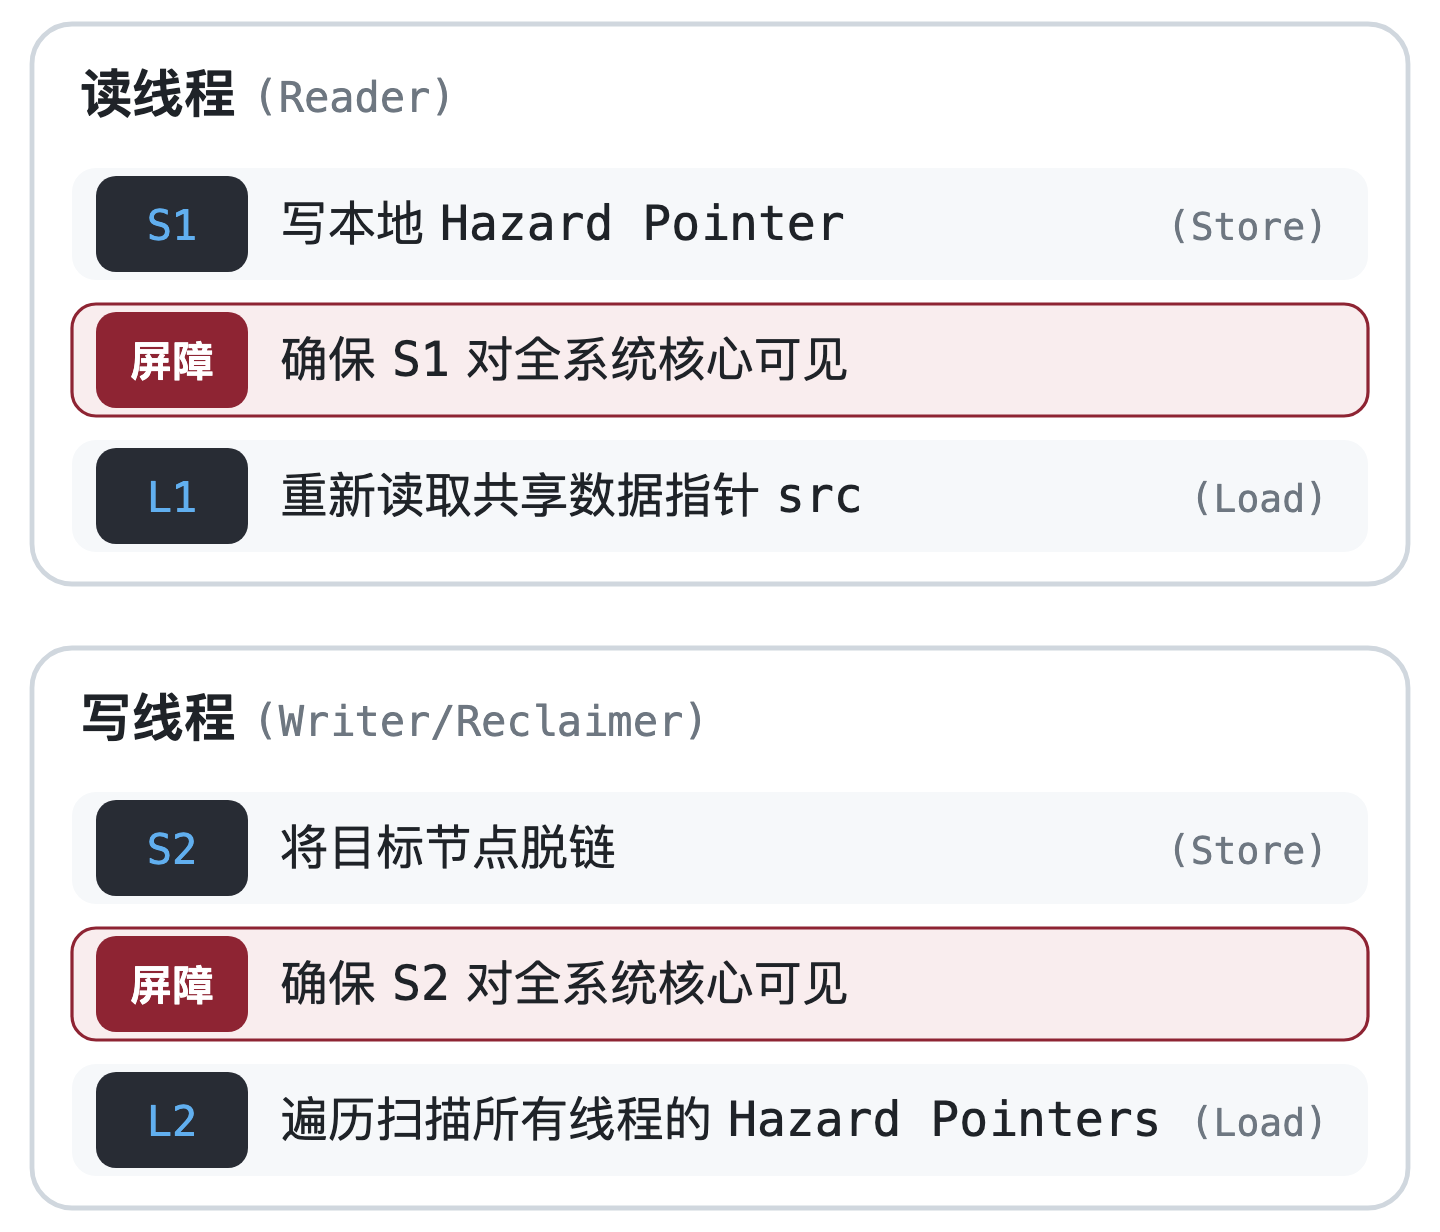 读线程 (Reader)
S1 写本地 Hazard Pointer (Store)
屏障 确保 S1 对全系统核心可见
L1 重新读取共享数据指针 src (Load)
写线程 (Writer/Reclaimer)
S2 将目标节点脱链 (Store)
屏障 确保 S2 对全系统核心可见
L2 遍历扫描所有线程的 Hazard Pointers (Load)